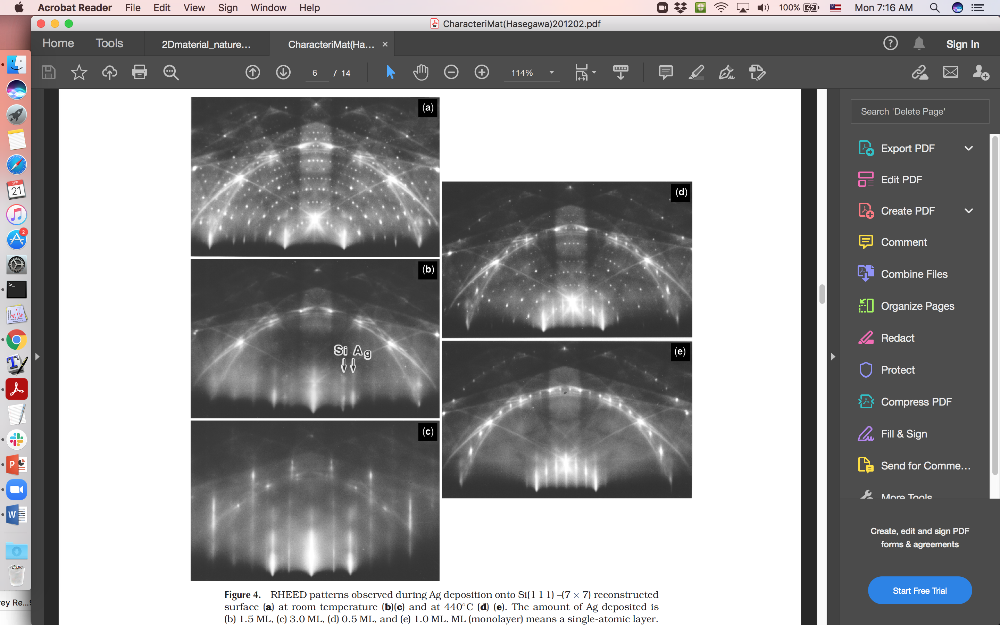 Acrobat Reader File Edit View Sign Window Help 100% Mon 7:16 AM
CharacteriMat(Hasegawa)201202.pdf
Home Tools 2Dmaterial_nature... CharacteriMat(Ha... × ? Sign In
6 / 14 114%
Search 'Delete Page'
Export PDF
Edit PDF
Create PDF
Comment
Combine Files
Organize Pages
Redact
Protect
Compress PDF
Fill & Sign
Send for Comme...
More Tools
Create, edit and sign PDF
forms & agreements
Start Free Trial
SEP
21
2
>_
T
P
W
(a)
(b)
Si Ag
(c)
(d)
(e)
Figure 4. RHEED patterns observed during Ag deposition onto Si(1 1 1) –(7 × 7) reconstructed
surface (a) at room temperature (b)(c) and at 440°C (d) (e). The amount of Ag deposited is
(b) 1.5 ML, (c) 3.0 ML, (d) 0.5 ML, and (e) 1.0 ML. ML (monolayer) means a single-atomic layer.